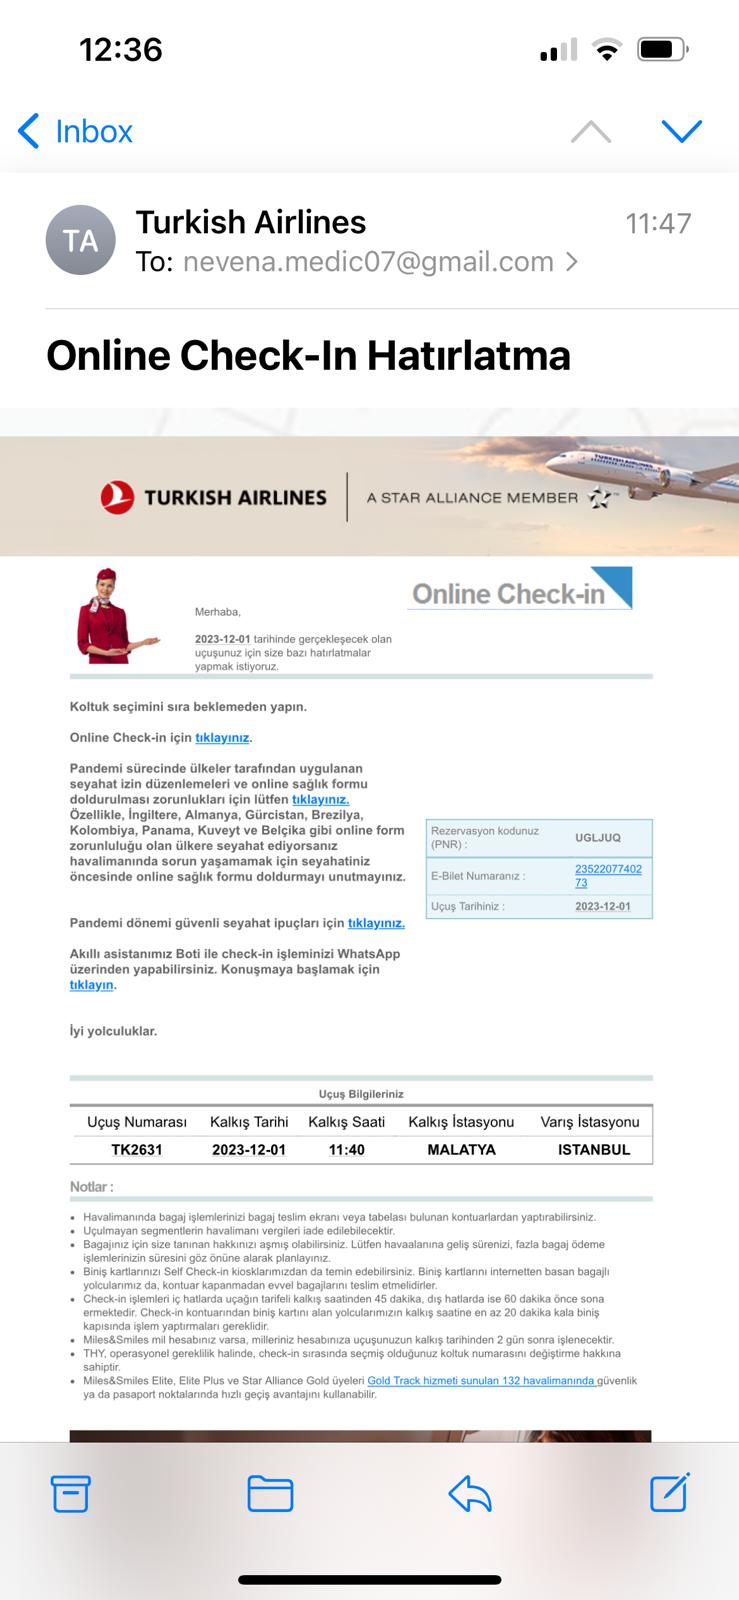 12:36
Inbox
TA
Turkish Airlines
11:47
To: nevena.medic07@gmail.com
Online Check-In Hatırlatma
TURKISH AIRLINES
A STAR ALLIANCE MEMBER
TURKISH AIRLINES
Online Check-in
Merhaba,
2023-12-01 tarihinde gerçekleşecek olan
uçuşunuz için size bazı hatırlatmalar
yapmak istiyoruz.
Koltuk seçimini sıra beklemeden yapın.
Online Check-in için tıklayınız.
Pandemi sürecinde ülkeler tarafından uygulanan
seyahat izin düzenlemeleri ve online sağlık formu
doldurulması zorunlukları için lütfen tıklayınız.
Özellikle, İngiltere, Almanya, Gürcistan, Brezilya,
Kolombiya, Panama, Kuveyt ve Belçika gibi online form
zorunluluğu olan ülkere seyahat ediyorsanız
havalimanında sorun yaşamamak için seyahatiniz
öncesinde online sağlık formu doldurmayı unutmayınız.
Pandemi dönemi güvenli seyahat ipuçları için tıklayınız.
Akıllı asistanımız Boti ile check-in işleminizi WhatsApp
üzerinden yapabilirsiniz. Konuşmaya başlamak için
tıklayın.
İyi yolculuklar.
Rezervasyon kodunuz
(PNR) :
UGLJUQ
E-Bilet Numaranız :
23522077402
73
Uçuş Tarihiniz :
2023-12-01
Uçuş Bilgileriniz
Uçuş Numarası Kalkış Tarihi Kalkış Saati Kalkış İstasyonu Varış İstasyonu
TK2631 2023-12-01 11:40 MALATYA ISTANBUL
Notlar :
• Havalimanında bagaj işlemlerinizi bagaj teslim ekranı veya tabelası bulunan kontuarlardan yaptırabilirsiniz.
• Uçulmayan segmentlerin havalimanı vergileri iade edilebilecektir.
• Bagajınız için size tanınan hakkınızı aşmış olabilirsiniz. Lütfen havaalanına geliş sürenizi, fazla bagaj ödeme
işlemlerinizin süresini göz önüne alarak planlayınız.
• Biniş kartlarınızı Self Check-in kiosklarımızdan da temin edebilirsiniz. Biniş kartlarını internetten basan bagajlı
yolcularımız da, kontuar kapanmadan evvel bagajlarını teslim etmelidirler.
• Check-in işlemleri iç hatlarda uçağın tarifeli kalkış saatinden 45 dakika, dış hatlarda ise 60 dakika önce sona
ermektedir. Check-in kontuarından biniş kartını alan yolcularımızın kalkış saatine en az 20 dakika kala biniş
kapısında işlem yaptırmaları gereklidir.
• Miles&Smiles mil hesabınız varsa, milleriniz hesabınıza uçuşunuzun kalkış tarihinden 2 gün sonra işlenecektir.
• THY, operasyonel gereklilik halinde, check-in sırasında seçmiş olduğunuz koltuk numarasını değiştirme hakkına
sahiptir.
• Miles&Smiles Elite, Elite Plus ve Star Alliance Gold üyeleri Gold Track hizmeti sunulan 132 havalimanında güvenlik
ya da pasaport noktalarında hızlı geçiş avantajını kullanabilir.